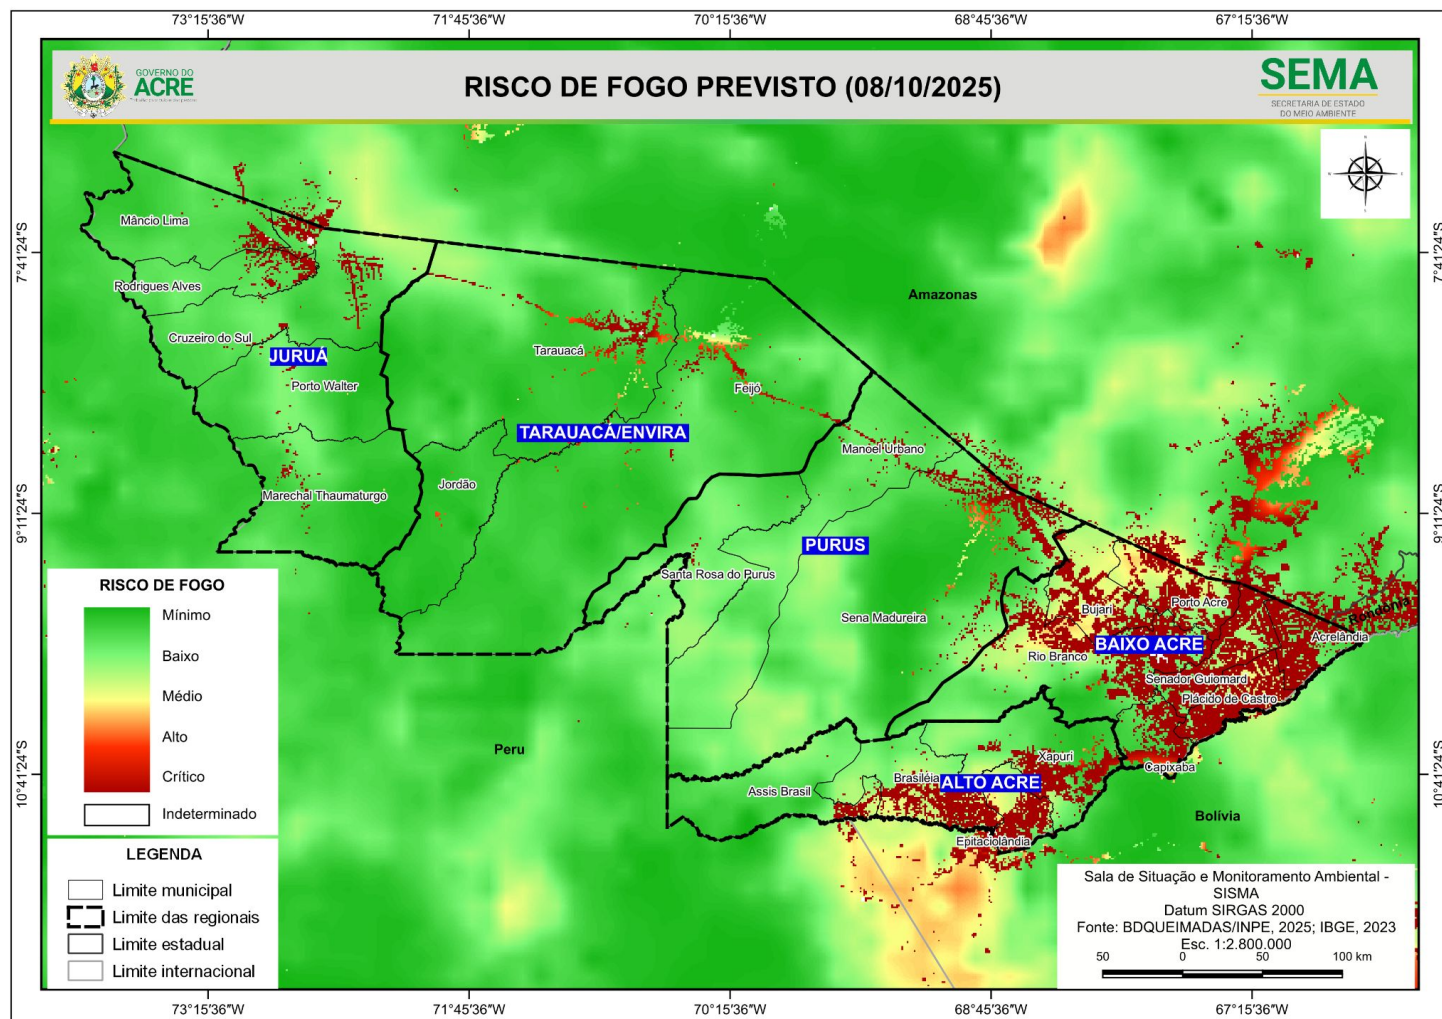 73°15'36"W
71°45'36"W
70°15'36"W
68°45'36"W
67°15'36"W
GOVERNO DO
ACRE
RISCO DE FOGO PREVISTO (08/10/2025)
SEMA
SECRETARIA DE ESTADO
DO MEIO AMBIENTE
N
7°41'24"S
7°41'24"S
Mâncio Lima
Rodrigues Alves
Cruzeiro do Sul
JURUÁ
Porto Walter
Marechal Thaumaturgo
Tarauacá
Feijó
TARAUACÁ/ENVIRA
Jordão
Amazonas
Manoel Urbano
PURUS
Santa Rosa do Purus
Sena Madureira
9°11'24"S
9°11'24"S
Bujari
Porto Acre
Rondônia
Acrelândia
BAIXO ACRE
Rio Branco
Senador Guiomard
Plácido de Castro
Capixaba
Xapuri
Brasiléia
ALTO ACRE
Assis Brasil
Epitaciolândia
Peru
Bolívia
10°41'24"S
10°41'24"S
RISCO DE FOGO
Mínimo
Baixo
Médio
Alto
Crítico
Indeterminado
LEGENDA
Limite municipal
Limite das regionais
Limite estadual
Limite internacional
Sala de Situação e Monitoramento Ambiental -
SISMA
Datum SIRGAS 2000
Fonte: BDQUEIMADAS/INPE, 2025; IBGE, 2023
Esc. 1:2.800.000
50 0 50 100 km
73°15'36"W
71°45'36"W
70°15'36"W
68°45'36"W
67°15'36"W